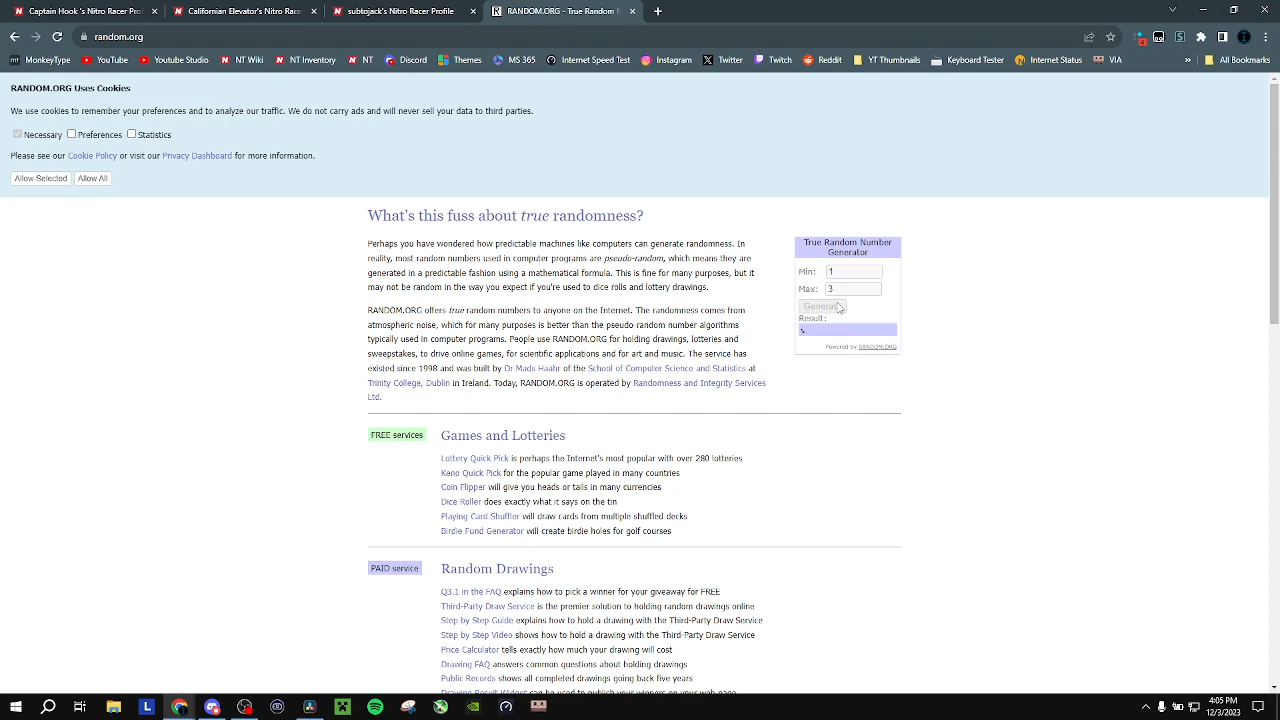 Captain Hook's Nitro Racer Prof
California Hooker's Nitro Race
subtypick's Nitro Racer Profile
RANDOM.ORG - True Random
random.org
Monkeytype
YouTube
Youtube Studio
NT Wiki
NT Inventory
NT
Discord
Themes
MS 365
Internet Speed Test
Instagram
Twitter
Twitch
Reddit
YT Thumbnails
Keyboard Tester
Internet Status
VIA
»
All Bookmarks
RANDOM.ORG Uses Cookies
We use cookies to remember your preferences and to analyze our traffic. We do not carry ads and will never sell your data to third parties.
Necessary Preferences Statistics
Please see our Cookie Policy or visit our Privacy Dashboard for more information.
Allow Selected Allow All
What's this fuss about true randomness?
Perhaps you have wondered how predictable machines like computers can generate randomness. In
reality, most random numbers used in computer programs are pseudo-random, which means they are
generated in a predictable fashion using a mathematical formula. This is fine for many purposes, but it
may not be random in the way you expect if you're used to dice rolls and lottery drawings.
RANDOM.ORG offers true random numbers to anyone on the Internet. The randomness comes from
atmospheric noise, which for many purposes is better than the pseudo-random number algorithms
typically used in computer programs. People use RANDOM.ORG for holding drawings, lotteries and
sweepstakes, to drive online games, for scientific applications and for art and music. The service has
existed since 1998 and was built by Dr Mads Haahr of the School of Computer Science and Statistics at
Trinity College, Dublin in Ireland. Today, RANDOM.ORG is operated by Randomness and Integrity Services
Ltd.
True Random Number
Generator
Min: 1
Max: 3
Generate
Result:
Powered by RANDOM.ORG
FREE services
Games and Lotteries
Lottery Quick Pick is perhaps the Internet's most popular with over 280 lotteries
Keno Quick Pick for the popular game played in many countries
Coin Flipper will give you heads or tails in many currencies
Dice Roller does exactly what it says on the tin
Playing Card Shuffler will draw cards from multiple shuffled decks
Birdie Fund Generator will create birdie holes for golf courses
PAID service
Random Drawings
Q3.1 in the FAQ explains how to pick a winner for your giveaway for FREE
Third-Party Draw Service is the premier solution to holding random drawings online
Step by Step Guide explains how to hold a drawing with the Third-Party Draw Service
Step by Step Video shows how to hold a drawing with the Third-Party Draw Service
Price Calculator tells exactly how much your drawing will cost
Drawing FAQ answers common questions about holding drawings
Public Records shows all completed drawings going back five years
Drawing Result Widget can be used to publish your winners on your web page
4:05 PM
12/3/2023